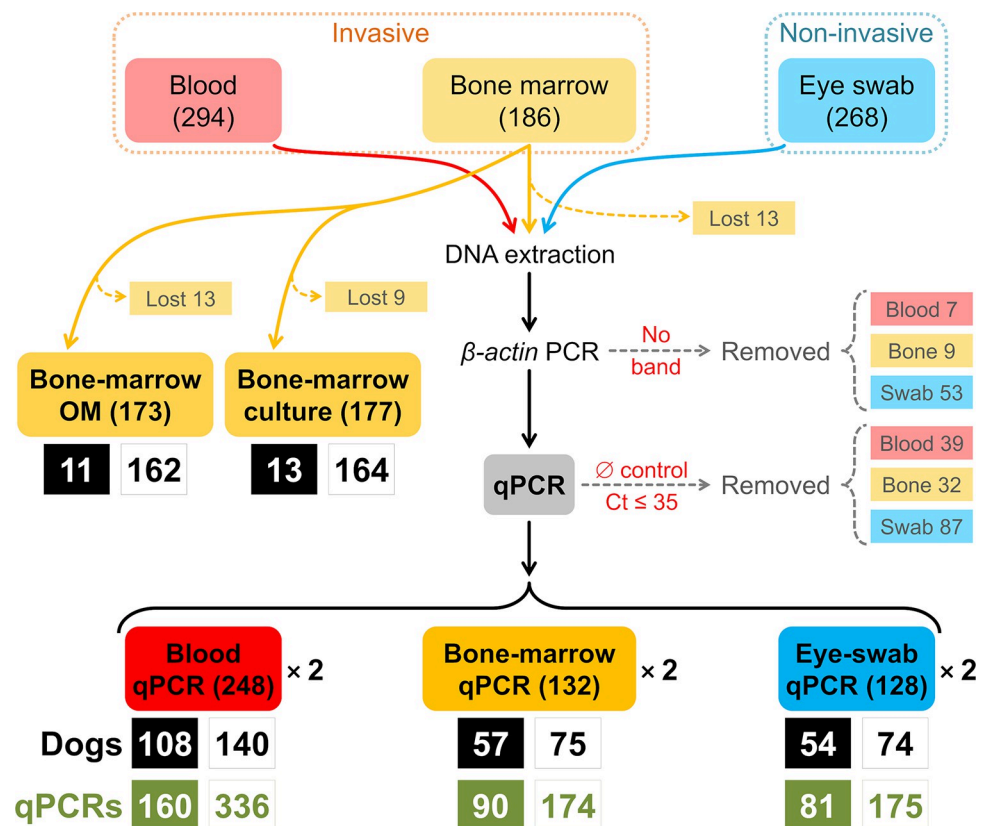 Invasive
Non-invasive
Blood
(294)
Bone marrow
(186)
Eye swab
(268)
Lost 13
DNA extraction
Lost 13
Lost 9
β-actin PCR
No
band
Removed
Blood 7
Bone 9
Swab 53
Bone-marrow
OM (173)
Bone-marrow
culture (177)
11 162
13 164
qPCR
∅ control
Ct ≤ 35
Removed
Blood 39
Bone 32
Swab 87
Blood
qPCR (248)
× 2
Bone-marrow
qPCR (132)
× 2
Eye-swab
qPCR (128)
× 2
Dogs 108 140 57 75 54 74
qPCRs 160 336 90 174 81 175